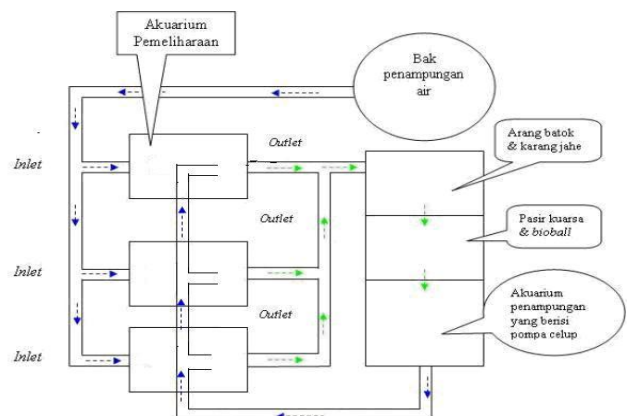 Akuarium
Pemeliharaan
Bak
penampungan
air
Outlet
Arang batok
& karang jahe
Inlet
Outlet
Pasir kuarsa
& bioball
Inlet
Akuarium
penampungan
yang berisi
pompa celup
Outlet
Inlet